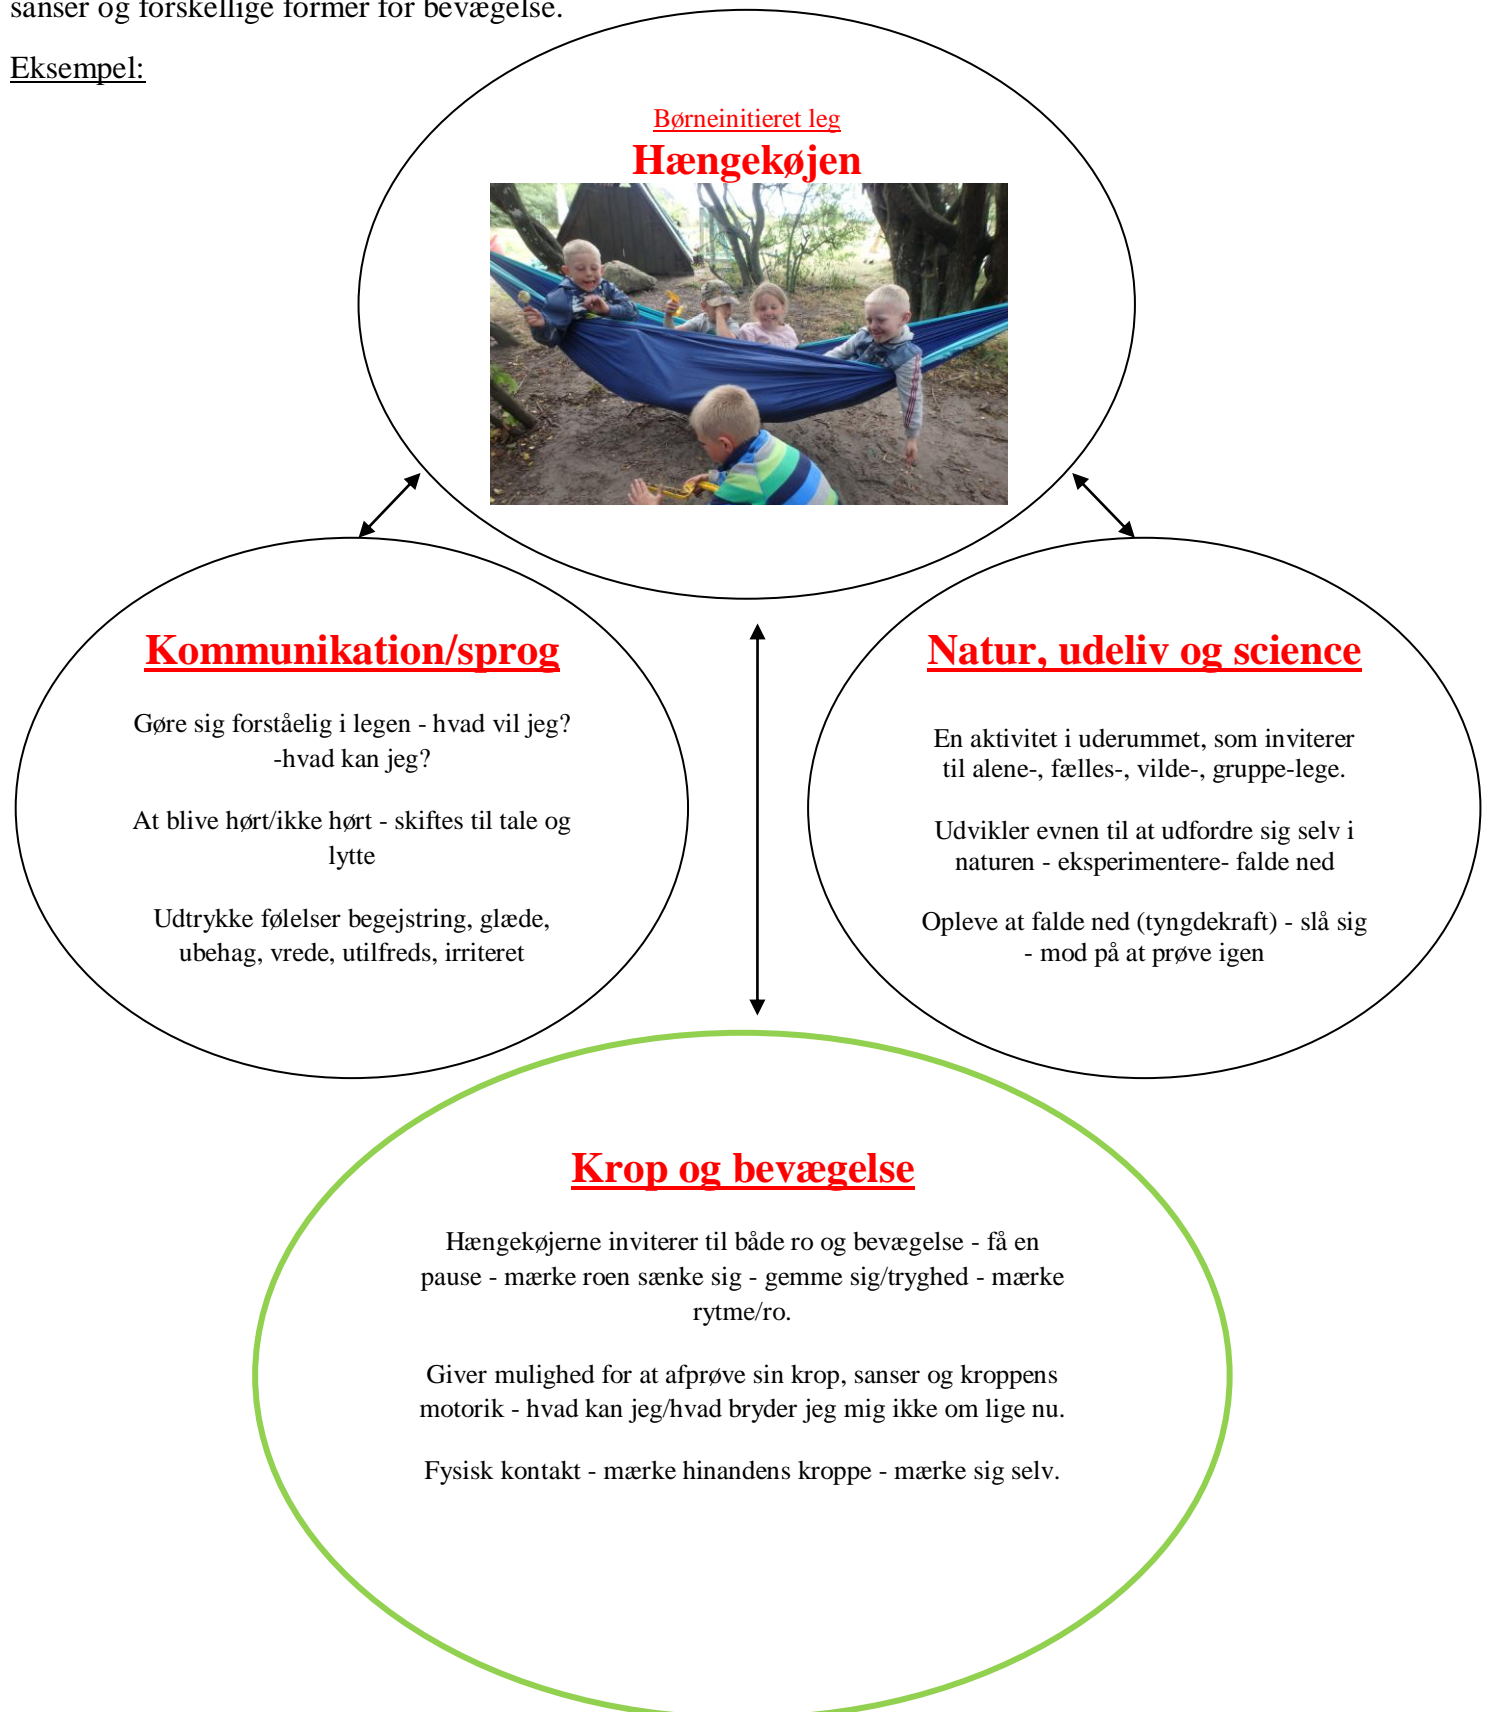 sanser og forskellige former for bevægelse.
Eksempel:
Børneinitieret leg
Hængekøjen
Kommunikation/sprog
Gøre sig forståelig i legen - hvad vil jeg?
-hvad kan jeg?
At blive hørt/ikke hørt - skiftes til tale og
lytte
Udtrykke følelser begejstring, glæde,
ubehag, vrede, utilfreds, irriteret
Natur, udeliv og science
En aktivitet i uderummet, som inviterer
til alene-, fælles-, vilde-, gruppe-lege.
Udvikler evnen til at udfordre sig selv i
naturen - eksperimentere- falde ned
Opleve at falde ned (tyngdekraft) - slå sig
- mod på at prøve igen
Krop og bevægelse
Hængekøjerne inviterer til både ro og bevægelse - få en
pause - mærke roen sænke sig - gemme sig/tryghed - mærke
rytme/ro.
Giver mulighed for at afprøve sin krop, sanser og kroppens
motorik - hvad kan jeg/hvad bryder jeg mig ikke om lige nu.
Fysisk kontakt - mærke hinandens kroppe - mærke sig selv.